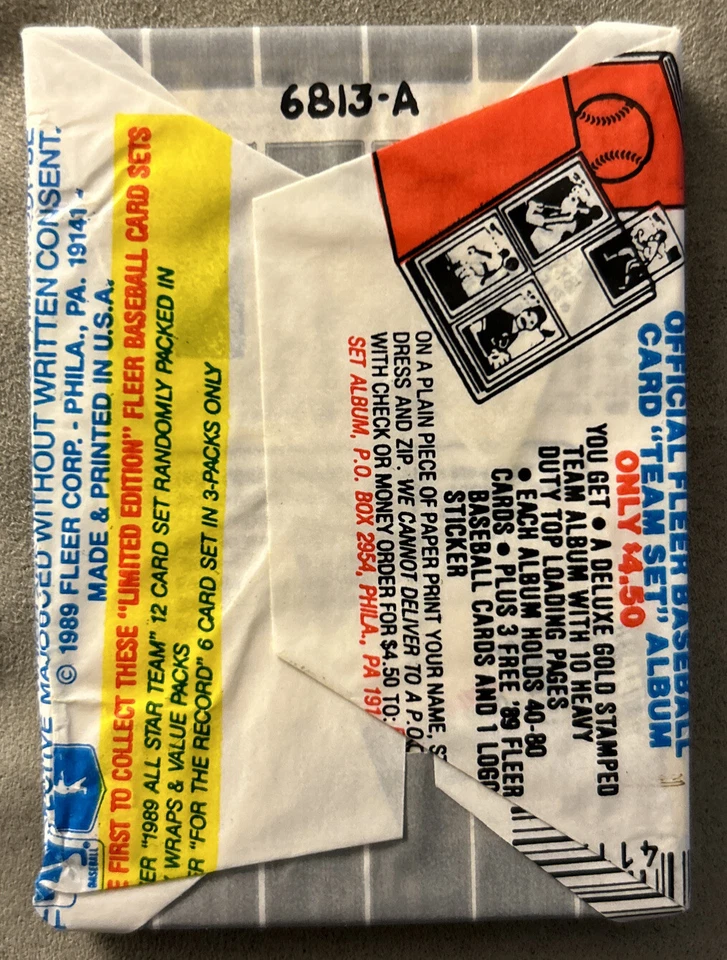 6813-A
OFFICIAL FLEER BASEBALL
CARD "TEAM SET" ALBUM
ONLY $4.50
YOU GET • A DELUXE GOLD STAMPED
TEAM ALBUM WITH 10 HEAVY
DUTY TOP LOADING PAGES
• EACH ALBUM HOLDS 40-80
CARDS • PLUS 3 FREE '89 FLEER
BASEBALL CARDS AND 1 LOGO
STICKER
ON A PLAIN PIECE OF PAPER PRINT YOUR NAME,
DRESS AND ZIP. WE CANNOT DELIVER TO A P.O.
WITH CHECK OR MONEY ORDER FOR $4.50 TO:
SET ALBUM, P.O. BOX 2954, PHILA., PA 191
WITHOUT WRITTEN CONSENT.
© 1989 FLEER CORP. - PHILA., PA. 19141 -
MADE & PRINTED IN U.S.A.
FIRST TO COLLECT THESE "LIMITED EDITION" FLEER BASEBALL CARD SETS
ER "1989 ALL STAR TEAM" 12 CARD SET RANDOMLY PACKED IN
WRAPS & VALUE PACKS
R "FOR THE RECORD" 6 CARD SET IN 3-PACKS ONLY
BASEBALL
41